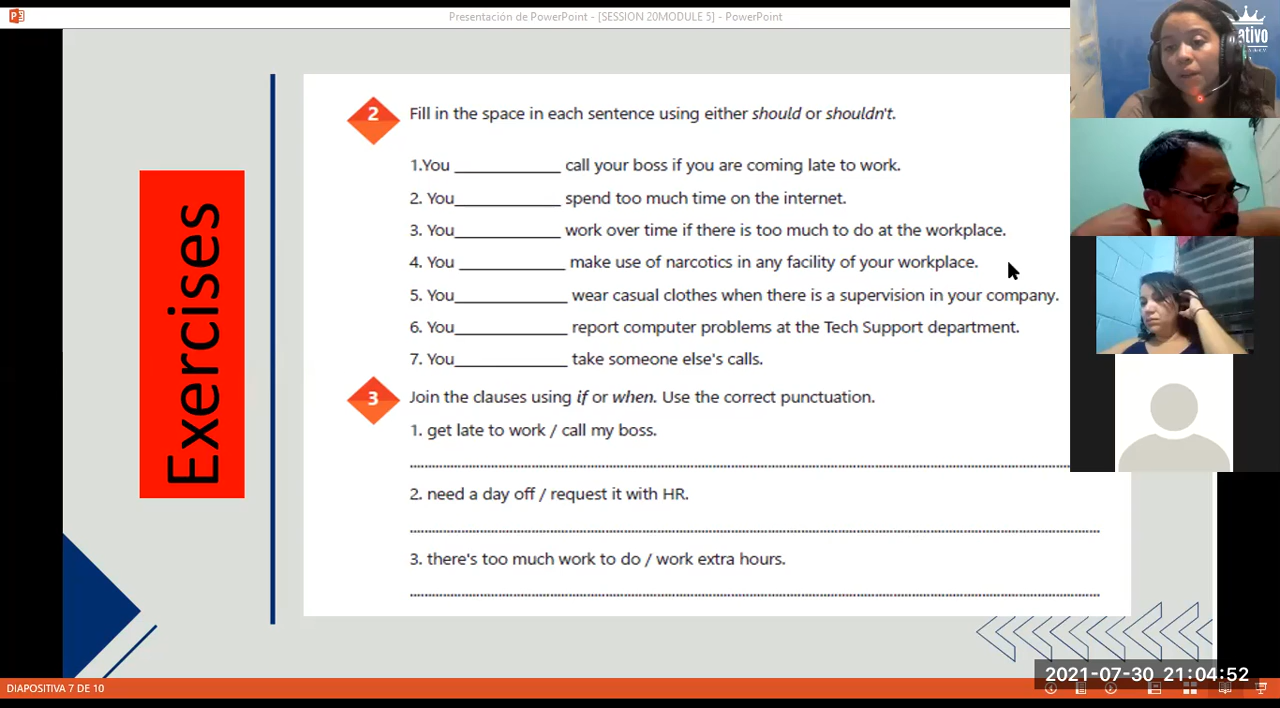 Presentación de PowerPoint - [SESSION 20MODULE 5] - PowerPoint
ativo
Exercises
2 Fill in the space in each sentence using either should or shouldn't.
1.You ____________ call your boss if you are coming late to work.
2. You____________ spend too much time on the internet.
3. You____________ work over time if there is too much to do at the workplace.
4. You ____________ make use of narcotics in any facility of your workplace.
5. You_____________ wear casual clothes when there is a supervision in your company.
6. You_____________ report computer problems at the Tech Support department.
7. You_____________ take someone else's calls.
3 Join the clauses using if or when. Use the correct punctuation.
1. get late to work / call my boss.
2. need a day off / request it with HR.
3. there's too much work to do / work extra hours.
2021-07-30 21:04:52
DIAPOSITIVA 7 DE 10